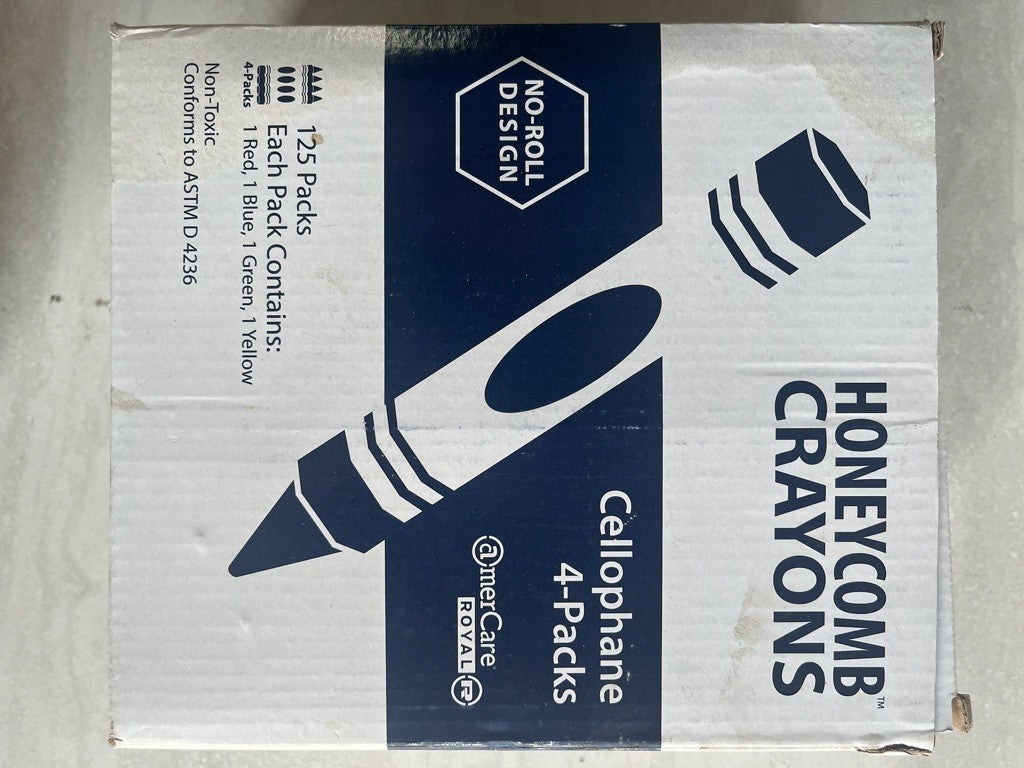 HONEYCOMB™
CRAYONS
Cellophane
4-Packs
amerCare
ROYAL R
NO-ROLL
DESIGN
125 Packs
Each Pack Contains:
4-Packs 1 Red, 1 Blue, 1 Green, 1 Yellow
Non-Toxic
Conforms to ASTM D 4236